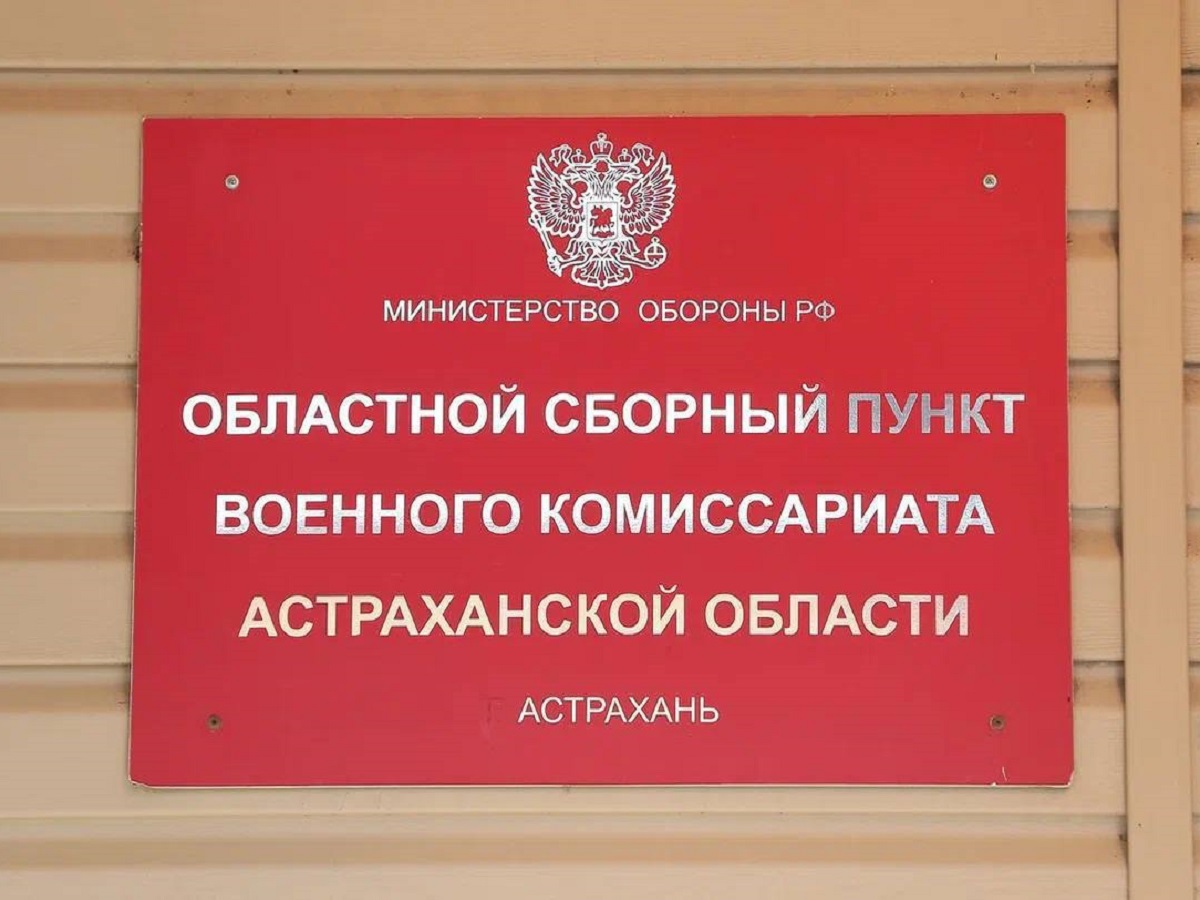 МИНИСТЕРСТВО ОБОРОНЫ РФ
ОБЛАСТНОЙ СБОРНЫЙ ПУНКТ
ВОЕННОГО КОМИССАРИАТА
АСТРАХАНСКОЙ ОБЛАСТИ
АСТРАХАНЬ